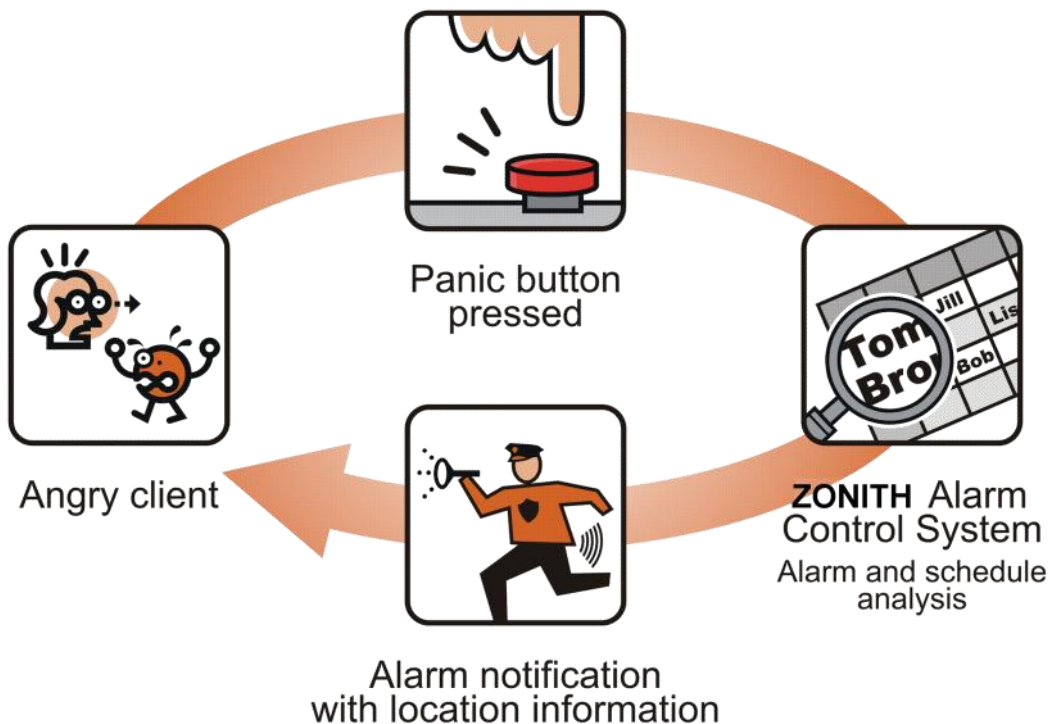 Panic button
pressed
Jill
Lis
Tom
Bob
Bro
Angry client
ZONITH Alarm
Control System
Alarm and schedule
analysis
Alarm notification
with location information